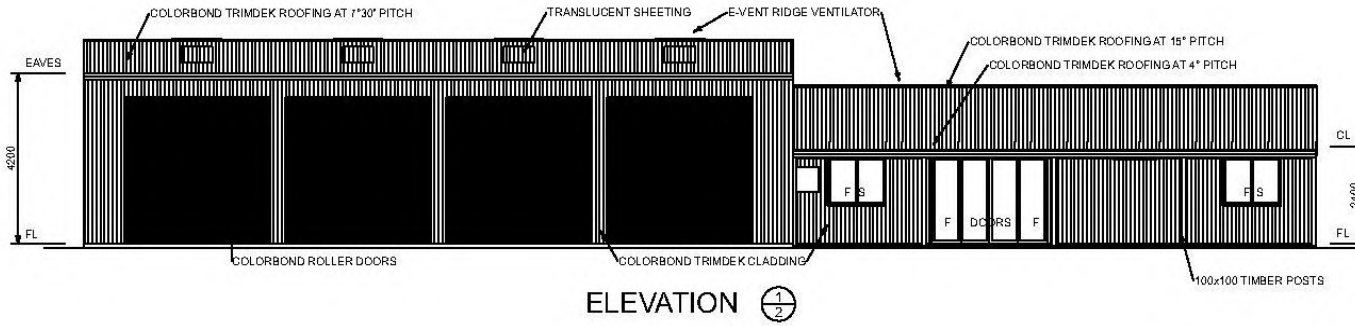 COLORBOND TRIMDEK ROOFING AT 7°30" PITCH
TRANSLUCENT SHEETING
E-VENT RIDGE VENTILATOR
COLORBOND TRIMDEK ROOFING AT 15° PITCH
COLORBOND TRIMDEK ROOFING AT 4° PITCH
EAVES
4200
FL
CL
2400
FL
F S
F DOORS F
F S
COLORBOND ROLLER DOORS
COLORBOND TRIMDEK CLADDING
100x100 TIMBER POSTS
ELEVATION 1
2